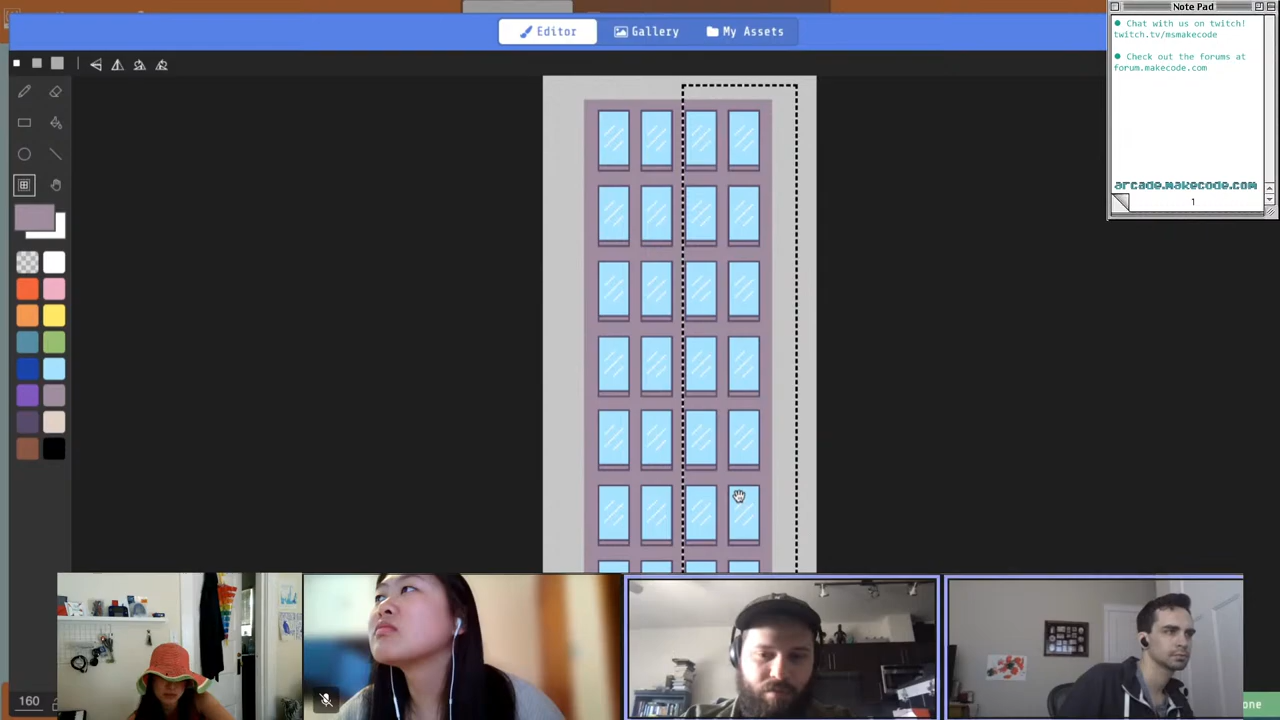 Editor
Gallery
My Assets
Note Pad
● Chat with us on twitch!
twitch.tv/msmakecode
● Check out the forums at
forum.makecode.com
arcade.makecode.com
1
160
one